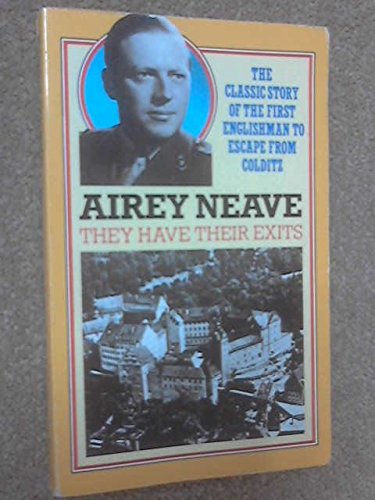 THE
CLASSIC STORY
OF THE FIRST
ENGLISHMAN TO
ESCAPE FROM
COLDITZ
AIREY NEAVE
THEY HAVE THEIR EXITS